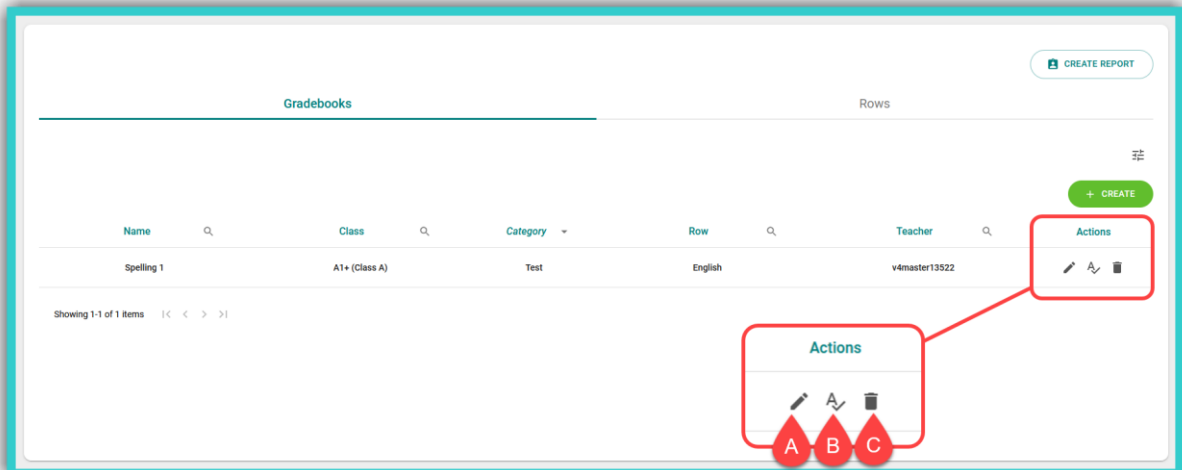 CREATE REPORT
Gradebooks Rows
+ CREATE
Name Class Category Row Teacher Actions
Spelling 1 A1+ (Class A) Test English v4master13522
Showing 1-1 of 1 items
Actions
A B C